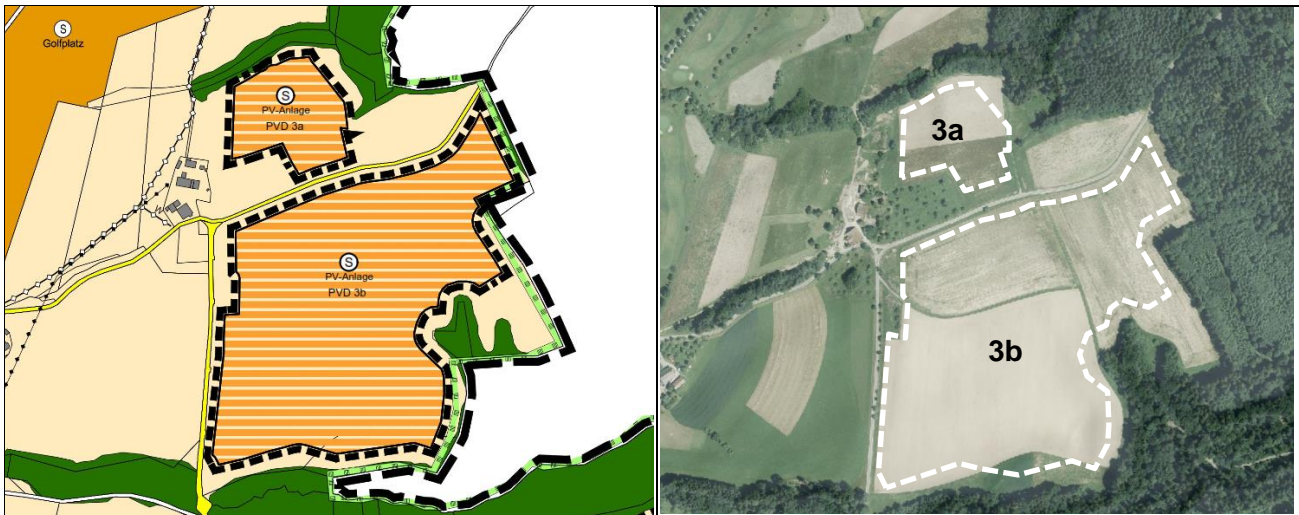 S
Golfplatz
S
PV-Anlage
PVD 3a
S
PV-Anlage
PVD 3b
3a
3b